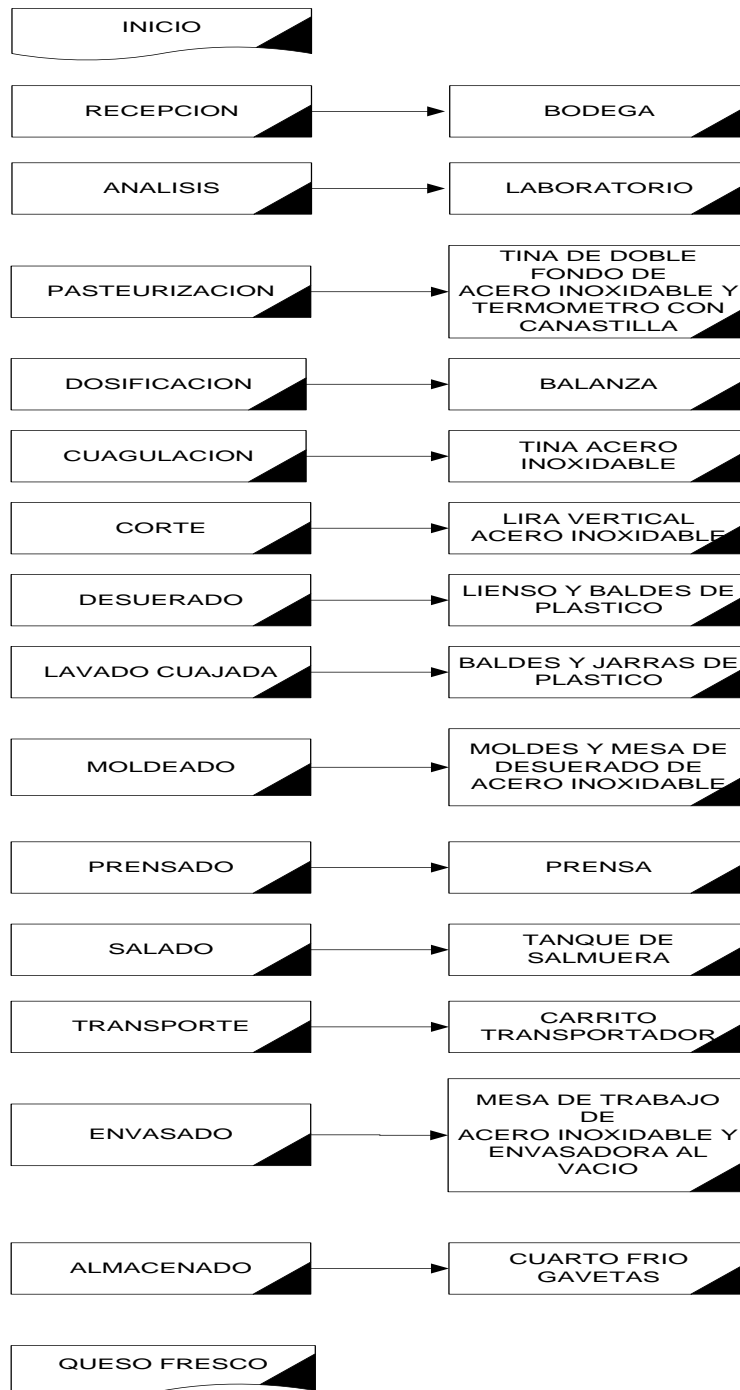 INICIO
RECEPCION
BODEGA
ANALISIS
LABORATORIO
PASTEURIZACION
TINA DE DOBLE
FONDO DE
ACERO INOXIDABLE Y
TERMOMETRO CON
CANASTILLA
DOSIFICACION
BALANZA
CUAGULACION
TINA ACERO
INOXIDABLE
CORTE
LIRA VERTICAL
ACERO INOXIDABLE
DESUERADO
LIENSO Y BALDES DE
PLASTICO
LAVADO CUAJADA
BALDES Y JARRAS DE
PLASTICO
MOLDEADO
MOLDES Y MESA DE
DESUERADO DE
ACERO INOXIDABLE
PRENSADO
PRENSA
SALADO
TANQUE DE
SALMUERA
TRANSPORTE
CARRITO
TRANSPORTADOR
ENVASADO
MESA DE TRABAJO
DE
ACERO INOXIDABLE Y
ENVASADORA AL
VACIO
ALMACENADO
CUARTO FRIO
GAVETAS
QUESO FRESCO